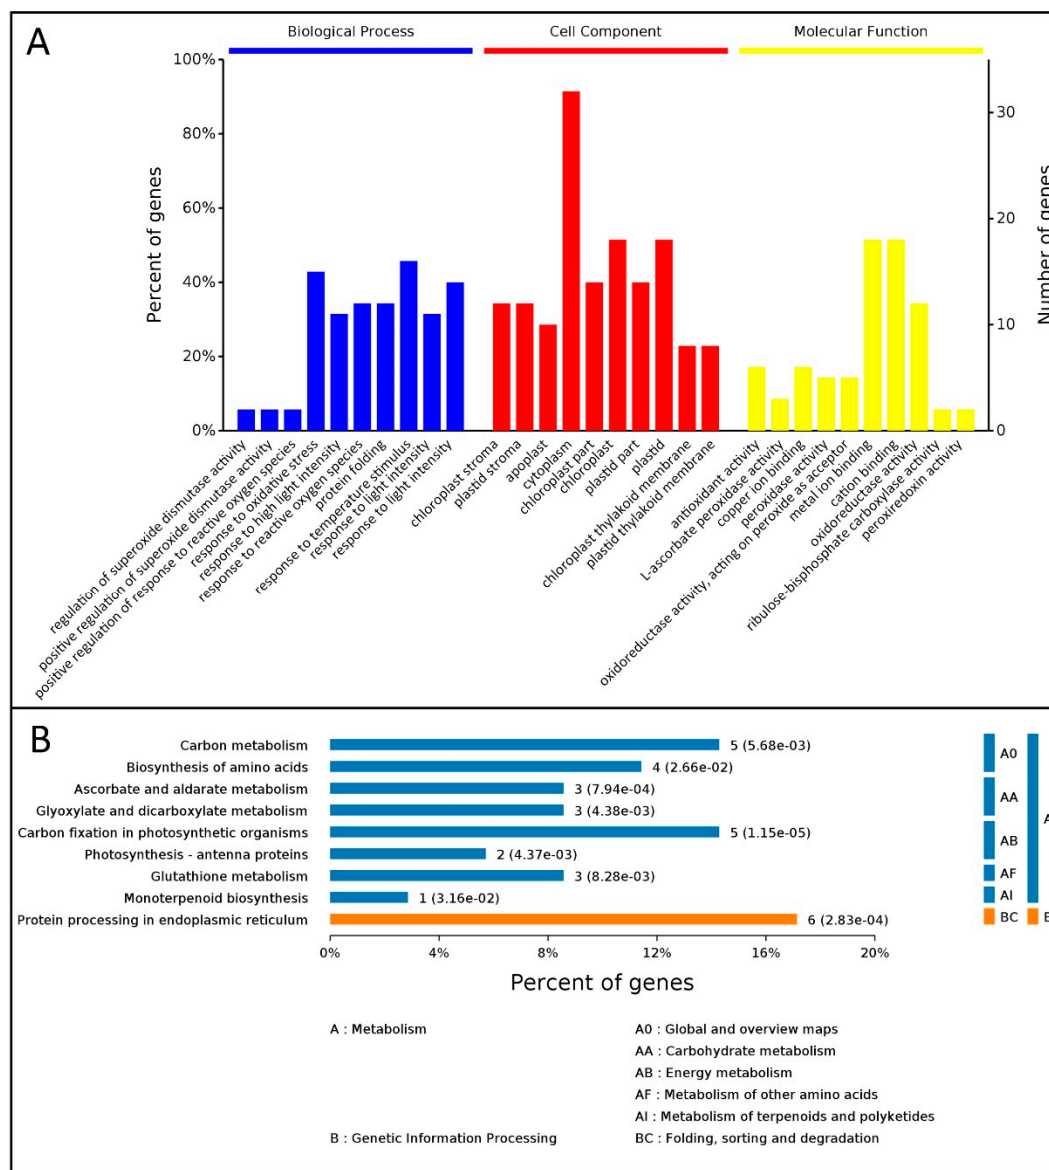 A
Biological Process
Cell Component
Molecular Function
100%
80%
60%
40%
20%
0%
Percent of genes
30
20
10
0
Number of genes
regulation of superoxide dismutase activity
positive regulation of superoxide dismutase activity
positive regulation of response to reactive oxygen species
response to oxidative stress
response to high light intensity
response to reactive oxygen species
protein folding
response to temperature stimulus
response to light intensity
response to light intensity
chloroplast stroma
plastid stroma
apoplast
cytoplasm
chloroplast part
chloroplast
plastid part
plastid
chloroplast thylakoid membrane
plastid thylakoid membrane
antioxidant activity
L-ascorbate peroxidase activity
copper ion binding
peroxidase activity
oxidoreductase activity, acting on peroxide as acceptor
metal ion binding
cation binding
oxidoreductase activity
ribulose-bisphosphate carboxylase activity
peroxiredoxin activity
B
Carbon metabolism 5 (5.68e-03)
Biosynthesis of amino acids 4 (2.66e-02)
Ascorbate and aldarate metabolism 3 (7.94e-04)
Glyoxylate and dicarboxylate metabolism 3 (4.38e-03)
Carbon fixation in photosynthetic organisms 5 (1.15e-05)
Photosynthesis - antenna proteins 2 (4.37e-03)
Glutathione metabolism 3 (8.28e-03)
Monoterpenoid biosynthesis 1 (3.16e-02)
Protein processing in endoplasmic reticulum 6 (2.83e-04)
A0
AA
AB
AF
AI
BC
0% 4% 8% 12% 16% 20%
Percent of genes
A : Metabolism
A0 : Global and overview maps
AA : Carbohydrate metabolism
AB : Energy metabolism
AF : Metabolism of other amino acids
AI : Metabolism of terpenoids and polyketides
B : Genetic Information Processing
BC : Folding, sorting and degradation